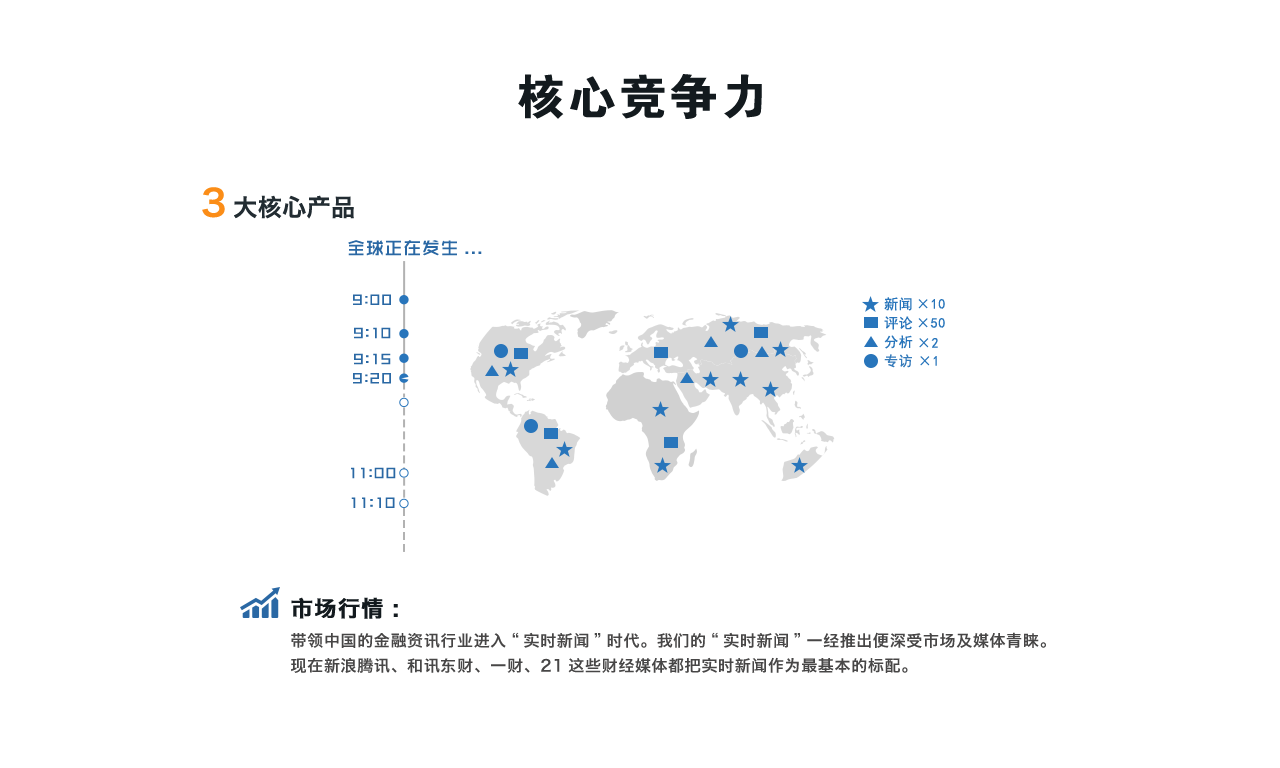 核心竞争力
3 大核心产品
全球正在发生 ...
9:00
9:10
9:15
9:20
11:00
11:10
新闻 ×10
评论 ×50
分析 ×2
专访 ×1
市场行情：
带领中国的金融资讯行业进入“实时新闻”时代。我们的“实时新闻”一经推出便深受市场及媒体青睐。
现在新浪腾讯、和讯东财、一财、21 这些财经媒体都把实时新闻作为最基本的标配。